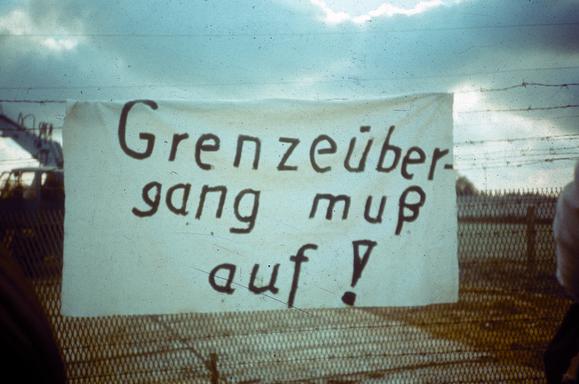 Grenzeüber-
gang muß
auf!